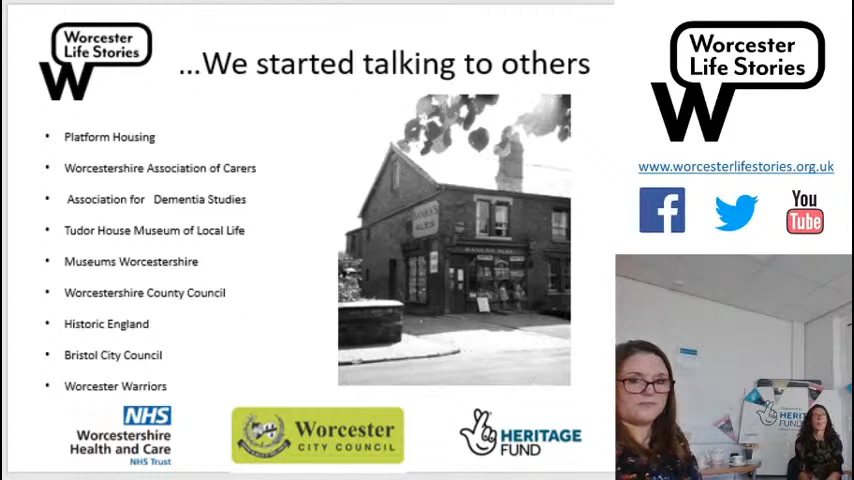 Worcester
Life Stories
W
...We started talking to others
• Platform Housing
• Worcestershire Association of Carers
• Association for Dementia Studies
• Tudor House Museum of Local Life
• Museums Worcestershire
• Worcestershire County Council
• Historic England
• Bristol City Council
• Worcester Warriors
NHS
Worcestershire
Health and Care
NHS Trust
Worcester
CITY COUNCIL
HERITAGE
FUND
Worcester
Life Stories
W
www.worcesterlifestories.org.uk
f
You
Tube
HERIT
FUND